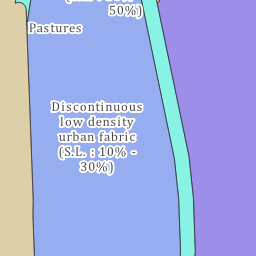 50%)
Pastures
Discontinuous
low density
urban fabric
(S.L. : 10% -
30%)